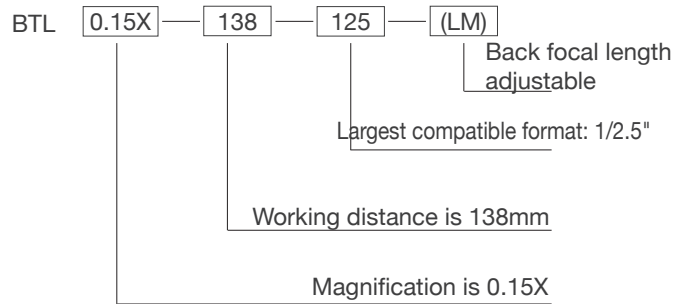 BTL 0.15X 138 125 (LM)
Back focal length
adjustable
Largest compatible format: 1/2.5"
Working distance is 138mm
Magnification is 0.15X